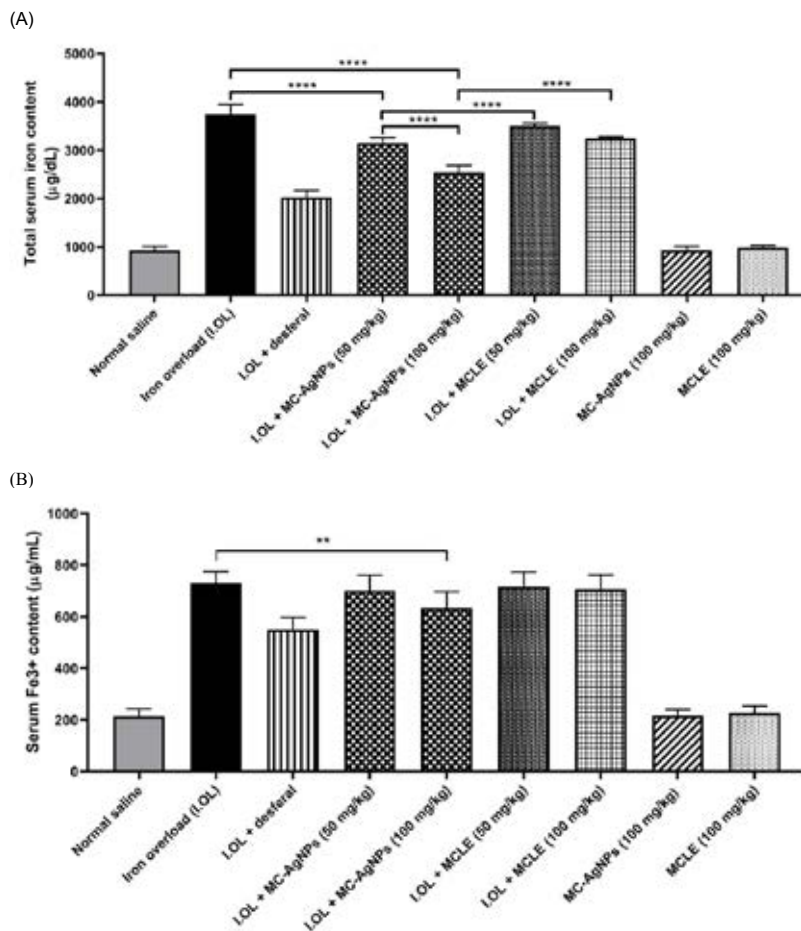 (A)
****
****
****
****
****
5000
4000
3000
2000
1000
0
Total serum iron content
(µg/dL)
Normal saline
Iron overload (I.OL)
I.OL + desferal
I.OL + MC-AgNPs (50 mg/kg)
I.OL + MC-AgNPs (100 mg/kg)
I.OL + MCLE (50 mg/kg)
I.OL + MCLE (100 mg/kg)
MC-AgNPs (100 mg/kg)
MCLE (100 mg/kg)
(B)
**
1000
800
600
400
200
0
Serum Fe3+ content (µg/mL)
Normal saline
Iron overload (I.OL)
I.OL + desferal
I.OL + MC-AgNPs (50 mg/kg)
I.OL + MC-AgNPs (100 mg/kg)
I.OL + MCLE (50 mg/kg)
I.OL + MCLE (100 mg/kg)
MC-AgNPs (100 mg/kg)
MCLE (100 mg/kg)